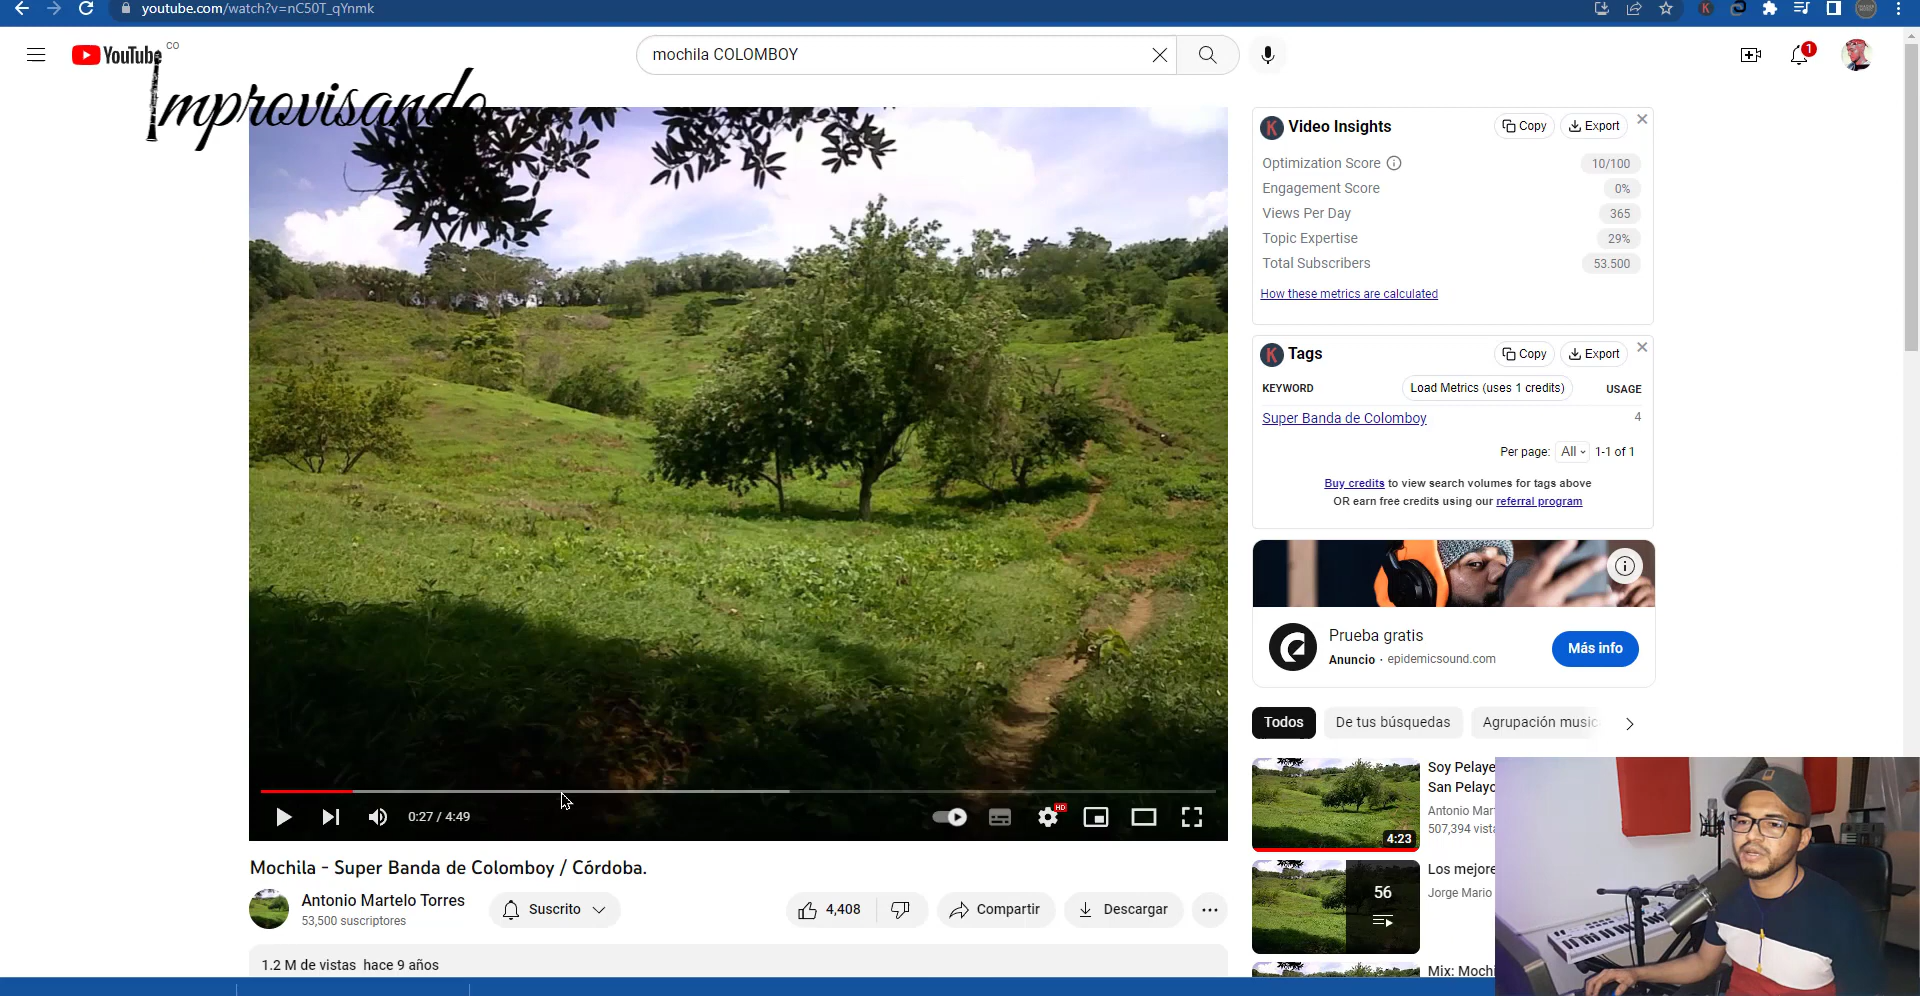 youtube.com/watch?v=nC50T_qYnmk
YouTube CO
mochila COLOMBOY
1
Improvisando
K Video Insights
Copy
Export
Optimization Score
10/100
Engagement Score
0%
Views Per Day
365
Topic Expertise
29%
Total Subscribers
53.500
How these metrics are calculated
K Tags
Copy
Export
KEYWORD
Load Metrics (uses 1 credits)
USAGE
Super Banda de Colomboy
4
Per page: All 1-1 of 1
Buy credits to view search volumes for tags above
OR earn free credits using our referral program
Prueba gratis
Anuncio · epidemicsound.com
Más info
Todos
De tus búsquedas
Agrupación music
0:27 / 4:49
HD
Mochila - Super Banda de Colomboy / Córdoba.
Antonio Martelo Torres
53,500 suscriptores
Suscrito
4,408
Compartir
Descargar
1.2 M de vistas hace 9 años
Soy Pelaye
San Pelayo
Antonio Mar
507,394 vista
4:23
Los mejore
Jorge Mario
56
Mix: Mochi